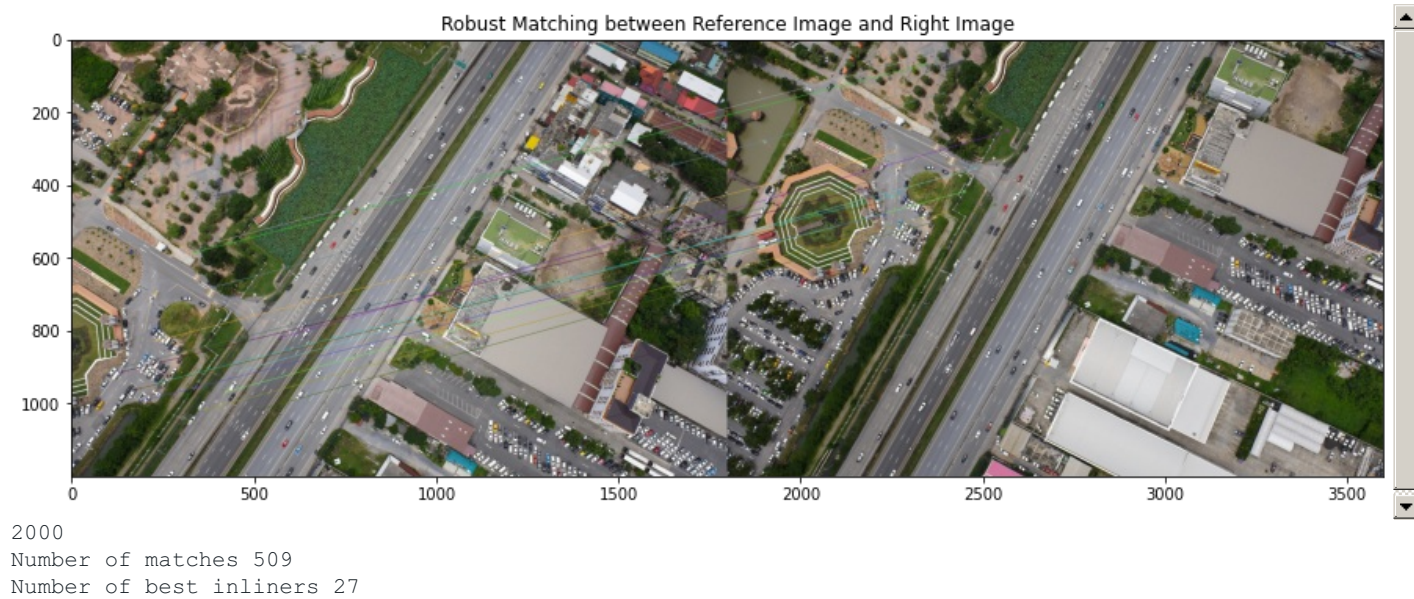 Robust Matching between Reference Image and Right Image
0
200
400
600
800
1000
0 500 1000 1500 2000 2500 3000 3500
2000
Number of matches 509
Number of best inliners 27